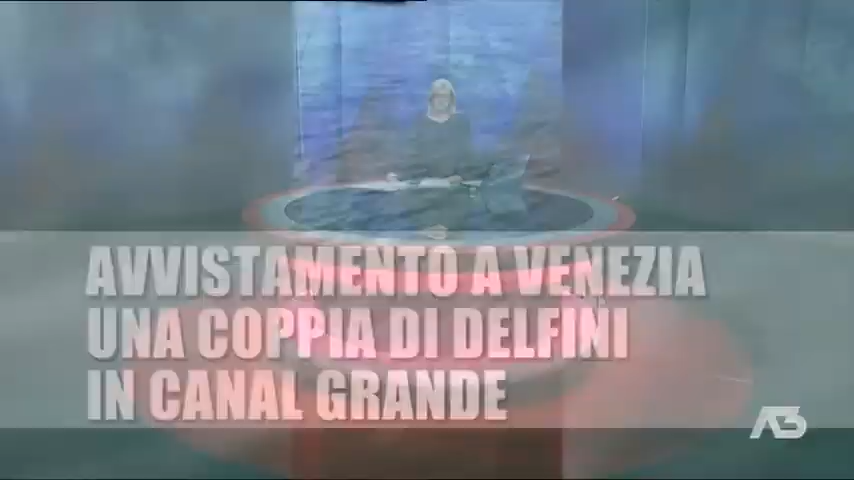 AVVISTAMENTO A VENEZIA
UNA COPPIA DI DELFINI
IN CANAL GRANDE
A3